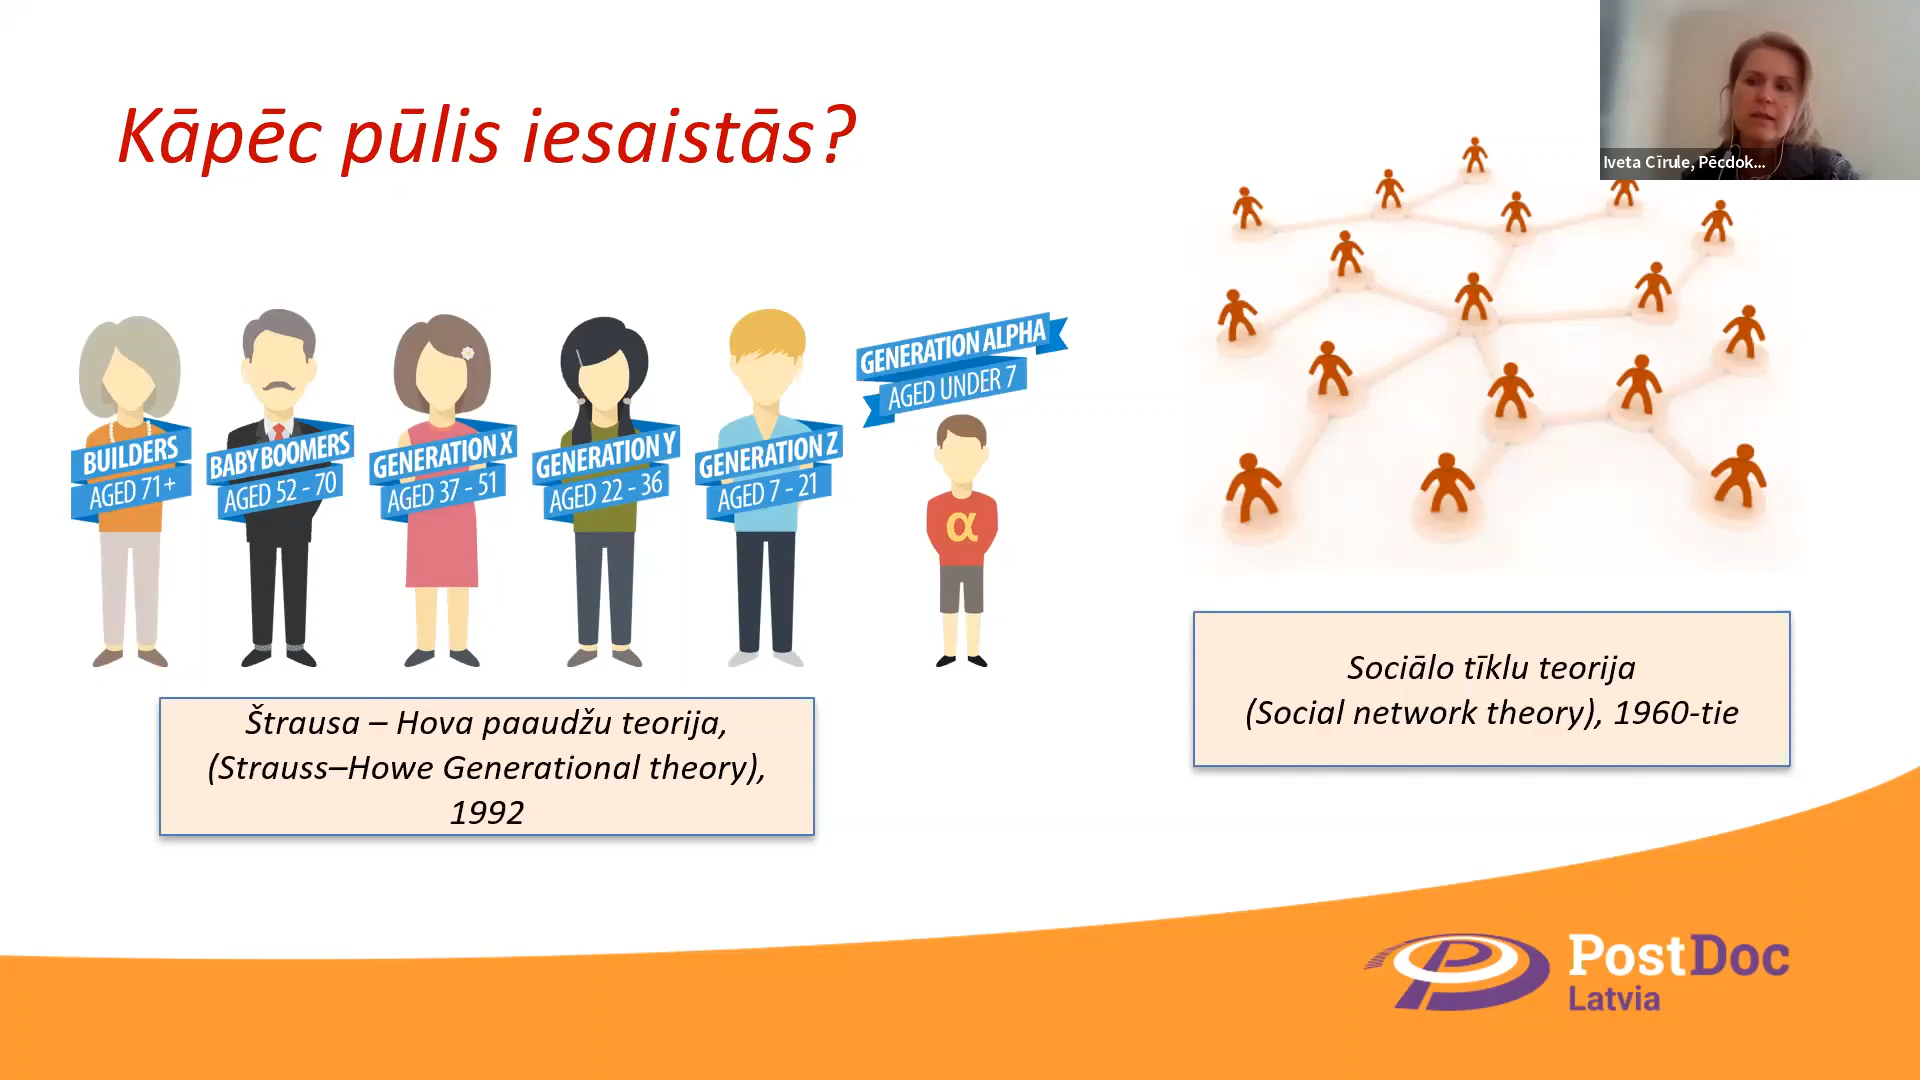 Kāpēc pūlis iesaistās?
Iveta Cīrule, Pēcdok...
GENERATION ALPHA
AGED UNDER 7
BUILDERS
AGED 71+
BABY BOOMERS
AGED 52 - 70
GENERATION X
AGED 37 - 51
GENERATION Y
AGED 22 - 36
GENERATION Z
AGED 7 - 21
α
Štrausa – Hova paaudžu teorija,
(Strauss–Howe Generational theory),
1992
Sociālo tīklu teorija
(Social network theory), 1960-tie
PostDoc
Latvia